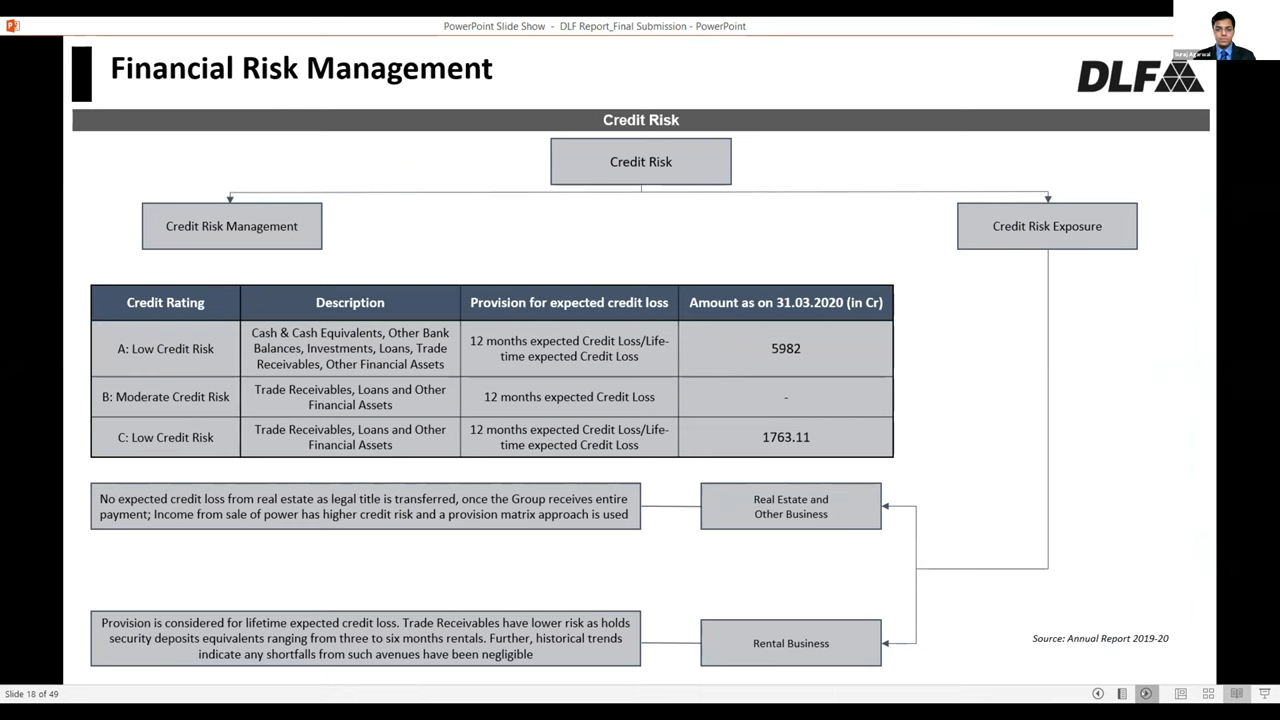 PowerPoint Slide Show - DLF Report_Final Submission - PowerPoint
Suraj Agarwal
Financial Risk Management
DLF
Credit Risk
Credit Risk
Credit Risk Management
Credit Risk Exposure
Credit Rating
Description
Provision for expected credit loss
Amount as on 31.03.2020 (in Cr)
A: Low Credit Risk
Cash & Cash Equivalents, Other Bank
Balances, Investments, Loans, Trade
Receivables, Other Financial Assets
12 months expected Credit Loss/Life-
time expected Credit Loss
5982
B: Moderate Credit Risk
Trade Receivables, Loans and Other
Financial Assets
12 months expected Credit Loss
-
C: Low Credit Risk
Trade Receivables, Loans and Other
Financial Assets
12 months expected Credit Loss/Life-
time expected Credit Loss
1763.11
No expected credit loss from real estate as legal title is transferred, once the Group receives entire
payment; Income from sale of power has higher credit risk and a provision matrix approach is used
Real Estate and
Other Business
Provision is considered for lifetime expected credit loss. Trade Receivables have lower risk as holds
security deposits equivalents ranging from three to six months rentals. Further, historical trends
indicate any shortfalls from such avenues have been negligible
Rental Business
Source: Annual Report 2019-20
Slide 18 of 49